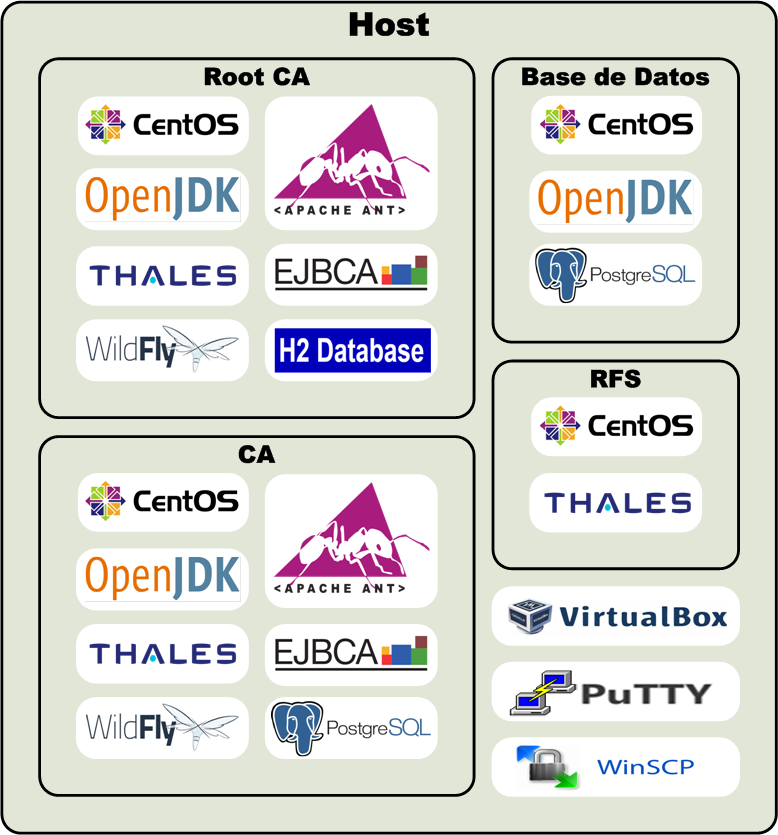 Host
Root CA
CentOS
<APACHE ANT>
OpenJDK
THALES
EJBCA
WildFly
H2 Database
Base de Datos
CentOS
OpenJDK
PostgreSQL
RFS
CentOS
THALES
CA
CentOS
<APACHE ANT>
OpenJDK
THALES
EJBCA
WildFly
PostgreSQL
VirtualBox
PuTTY
WinSCP